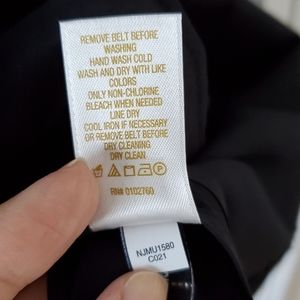 REMOVE BELT BEFORE
WASHING
HAND WASH COLD
WASH AND DRY WITH LIKE
COLORS
ONLY NON-CHLORINE
BLEACH WHEN NEEDED
LINE DRY
COOL IRON IF NECESSARY
OR REMOVE BELT BEFORE
DRY CLEANING
DRY CLEAN
RN# 0102760
NJMU1580
C021